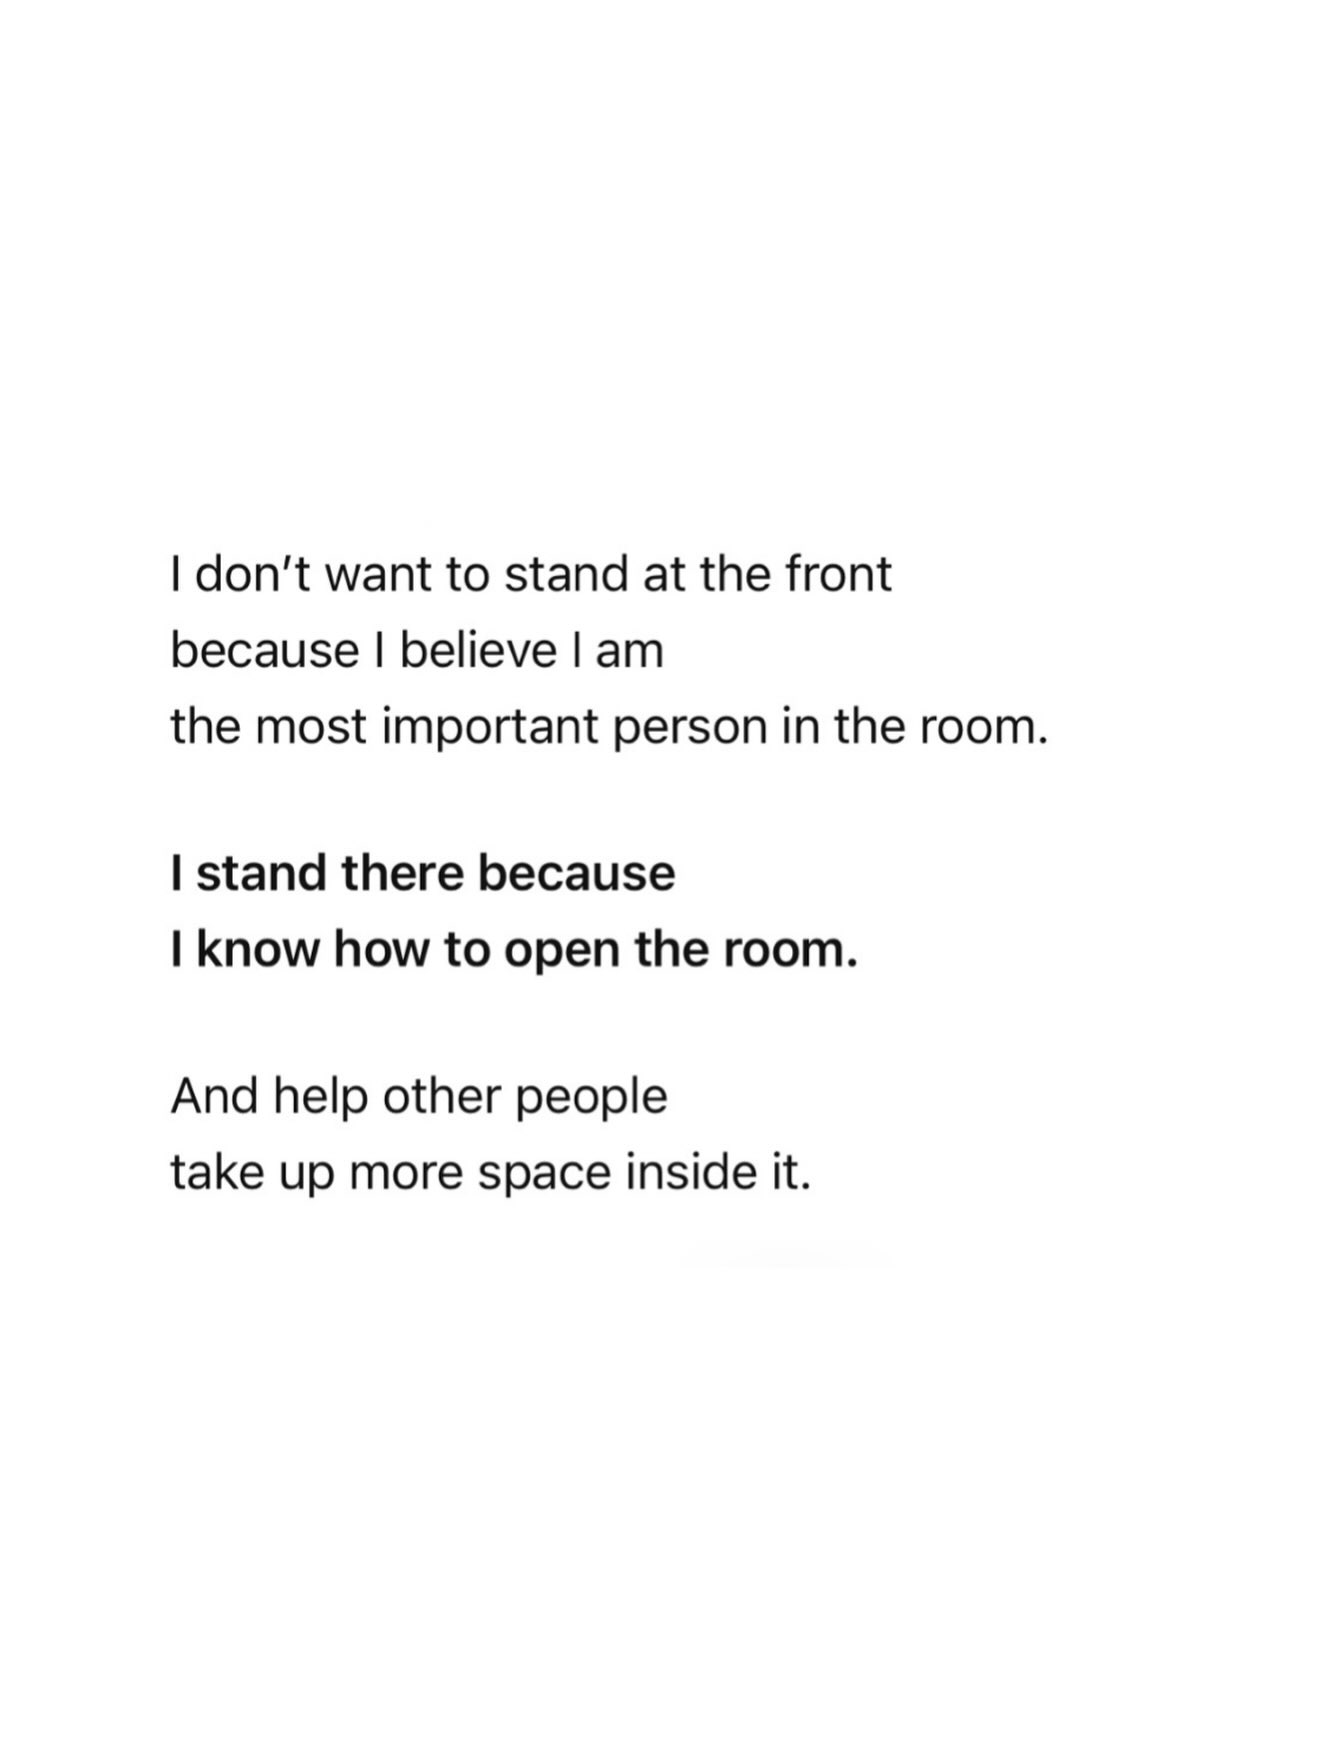 I don’t want to stand at the front
because I believe I am
the most important person in the room.
I stand there because
I know how to open the room.
And help other people
take up more space inside it.